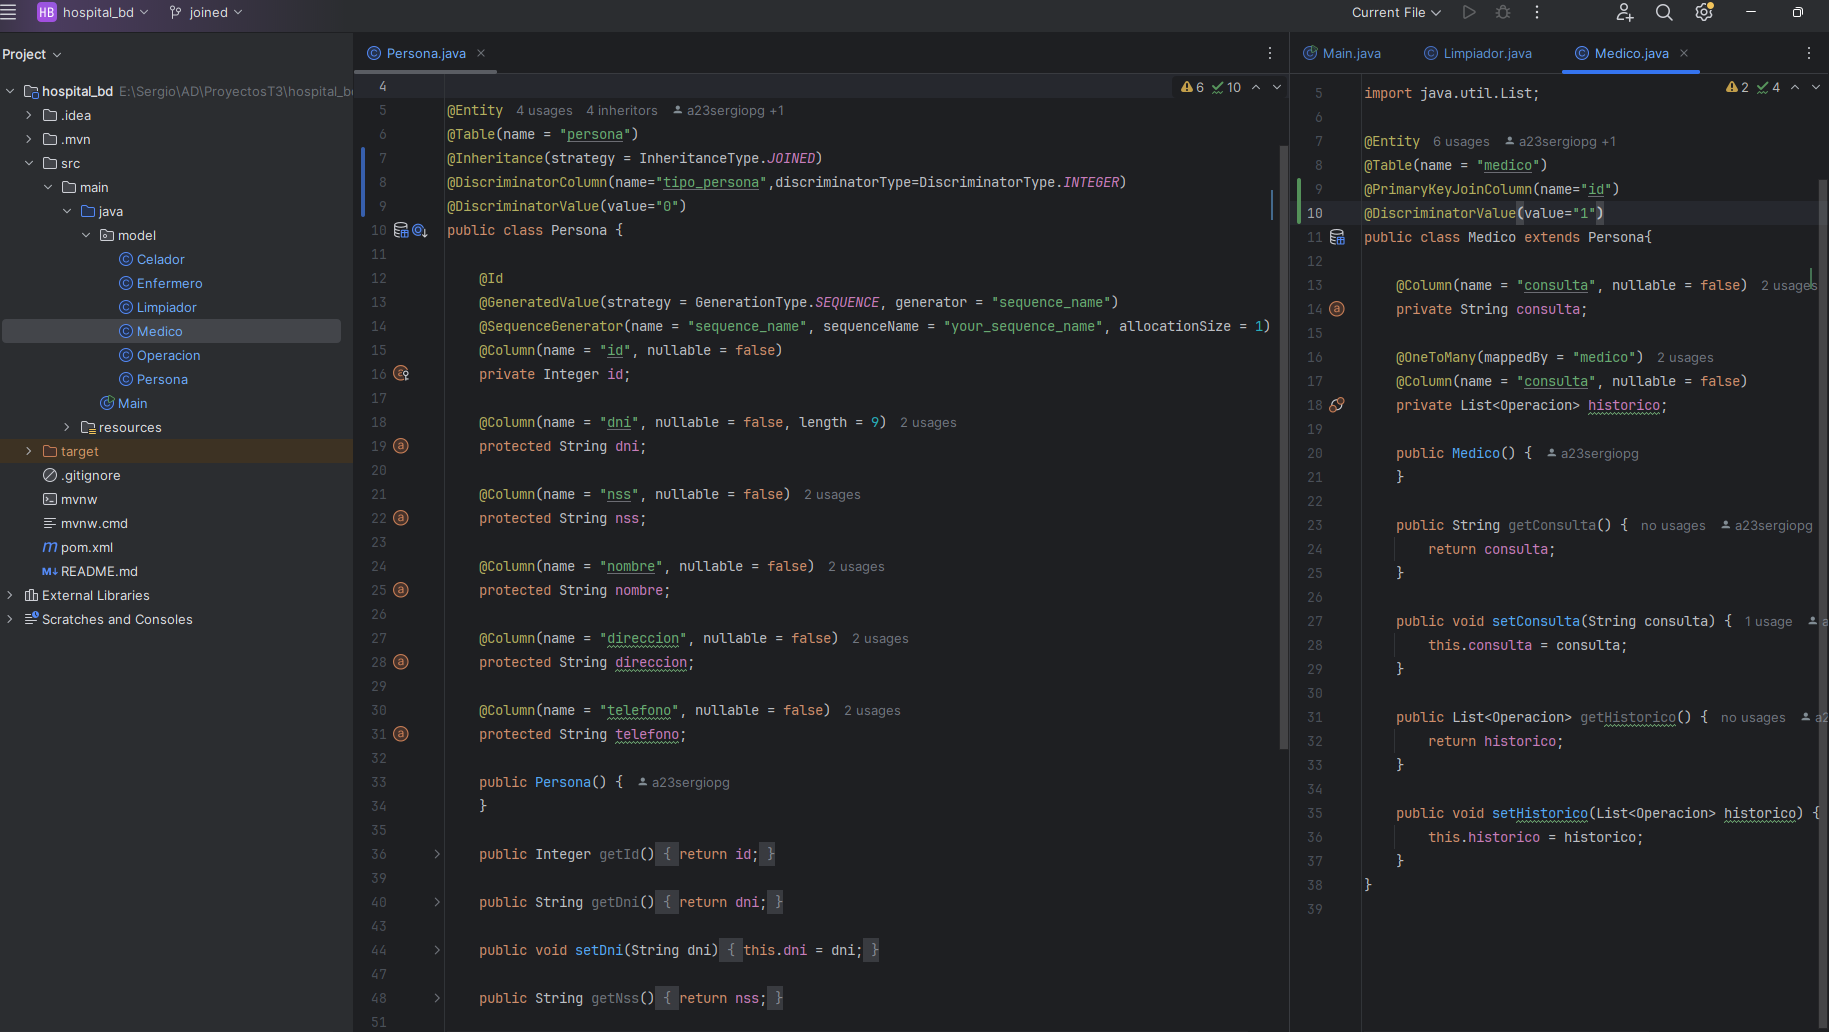 HB hospital_bd joined Current File
Project
hospital_bd E:\Sergio\AD\ProyectosT3\hospital_b
.idea
.mvn
src
main
java
model
Celador
Enfermero
Limpiador
Medico
Operacion
Persona
Main
resources
target
.gitignore
mvnw
mvnw.cmd
m pom.xml
M↓ README.md
External Libraries
Scratches and Consoles
Persona.java
4
6 10
5 @Entity 4 usages 4 inheritors a23sergiopg +1
6 @Table(name = "persona")
7 @Inheritance(strategy = InheritanceType.JOINED)
8 @DiscriminatorColumn(name="tipo_persona",discriminatorType=DiscriminatorType.INTEGER)
9 @DiscriminatorValue(value="0")
10 public class Persona {
11
12 @Id
13 @GeneratedValue(strategy = GenerationType.SEQUENCE, generator = "sequence_name")
14 @SequenceGenerator(name = "sequence_name", sequenceName = "your_sequence_name", allocationSize = 1)
15 @Column(name = "id", nullable = false)
16 private Integer id;
17
18 @Column(name = "dni", nullable = false, length = 9) 2 usages
19 protected String dni;
20
21 @Column(name = "nss", nullable = false) 2 usages
22 protected String nss;
23
24 @Column(name = "nombre", nullable = false) 2 usages
25 protected String nombre;
26
27 @Column(name = "direccion", nullable = false) 2 usages
28 protected String direccion;
29
30 @Column(name = "telefono", nullable = false) 2 usages
31 protected String telefono;
32
33 public Persona() { a23sergiopg
34 }
35
36 public Integer getId() { return id; }
39
40 public String getDni() { return dni; }
43
44 public void setDni(String dni) { this.dni = dni; }
47
48 public String getNss() { return nss; }
51
Main.java Limpiador.java Medico.java
2 4
5 import java.util.List;
6
7 @Entity 6 usages a23sergiopg +1
8 @Table(name = "medico")
9 @PrimaryKeyJoinColumn(name="id")
10 @DiscriminatorValue(value="1")
11 public class Medico extends Persona{
12
13 @Column(name = "consulta", nullable = false) 2 usages
14 private String consulta;
15
16 @OneToMany(mappedBy = "medico") 2 usages
17 @Column(name = "consulta", nullable = false)
18 private List<Operacion> historico;
19
20 public Medico() { a23sergiopg
21 }
22
23 public String getConsulta() { no usages a23sergiopg
24 return consulta;
25 }
26
27 public void setConsulta(String consulta) { 1 usage a
28 this.consulta = consulta;
29 }
30
31 public List<Operacion> getHistorico() { no usages a2
32 return historico;
33 }
34
35 public void setHistorico(List<Operacion> historico) {
36 this.historico = historico;
37 }
38 }
39